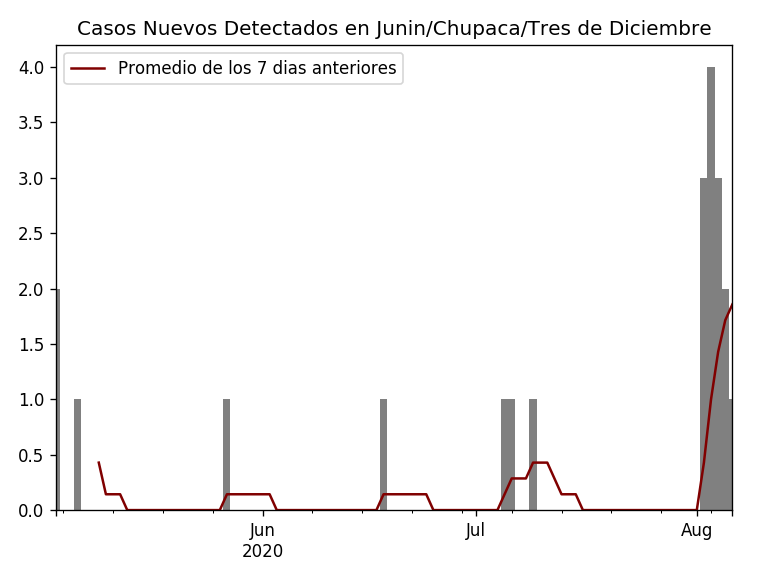 Casos Nuevos Detectados en Junin/Chupaca/Tres de Diciembre
Promedio de los 7 dias anteriores
4.0
3.5
3.0
2.5
2.0
1.5
1.0
0.5
0.0
Jun
2020
Jul
Aug